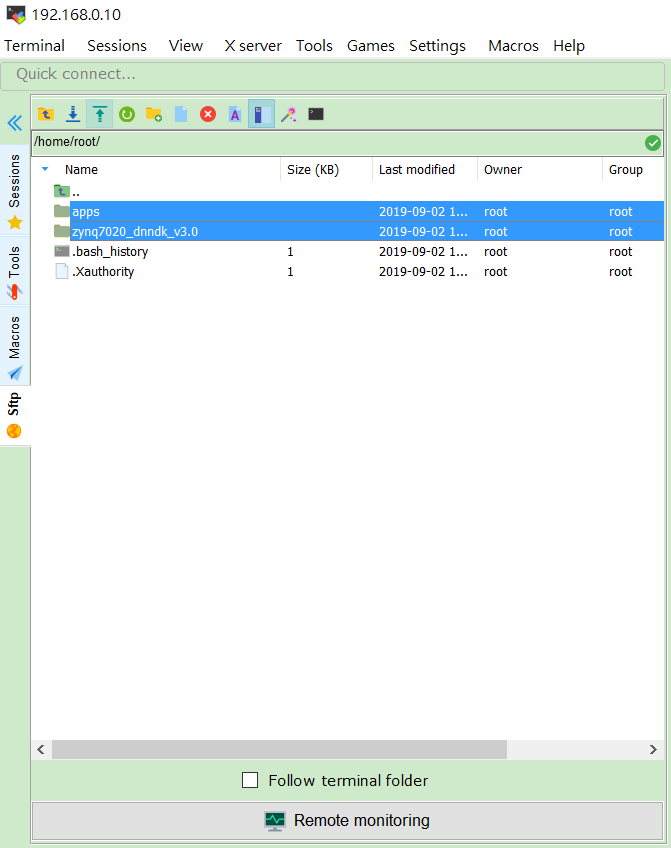 192.168.0.10
Terminal Sessions View X server Tools Games Settings Macros Help
Quick connect...
/home/root/
Name Size (KB) Last modified Owner Group
..
apps 2019-09-02 1... root root
zynq7020_dnndk_v3.0 2019-09-02 1... root root
.bash_history 1 2019-09-02 1... root root
.Xauthority 1 2019-09-02 1... root root
Sessions
Tools
Macros
Sftp
Follow terminal folder
Remote monitoring